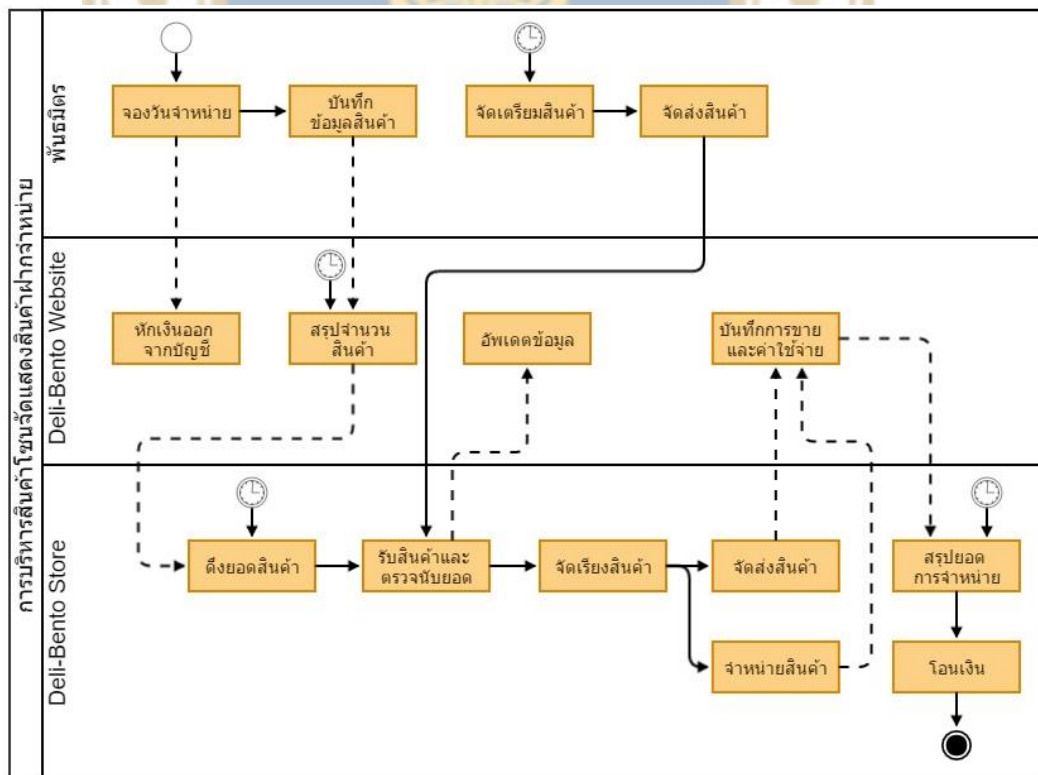 การบริหารสินค้าโซนจัดแสดงสินค้าฝากจำหน่าย
พันธมิตร
จองวันจำหน่าย
บันทึก
ข้อมูลสินค้า
จัดเตรียมสินค้า
จัดส่งสินค้า
Deli-Bento Website
หักเงินออก
จากบัญชี
สรุปจำนวน
สินค้า
อัพเดตข้อมูล
บันทึกการขาย
และค่าใช้จ่าย
Deli-Bento Store
ดึงยอดสินค้า
รับสินค้าและ
ตรวจนับยอด
จัดเรียงสินค้า
จัดส่งสินค้า
สรุปยอด
การจำหน่าย
จำหน่ายสินค้า
โอนเงิน